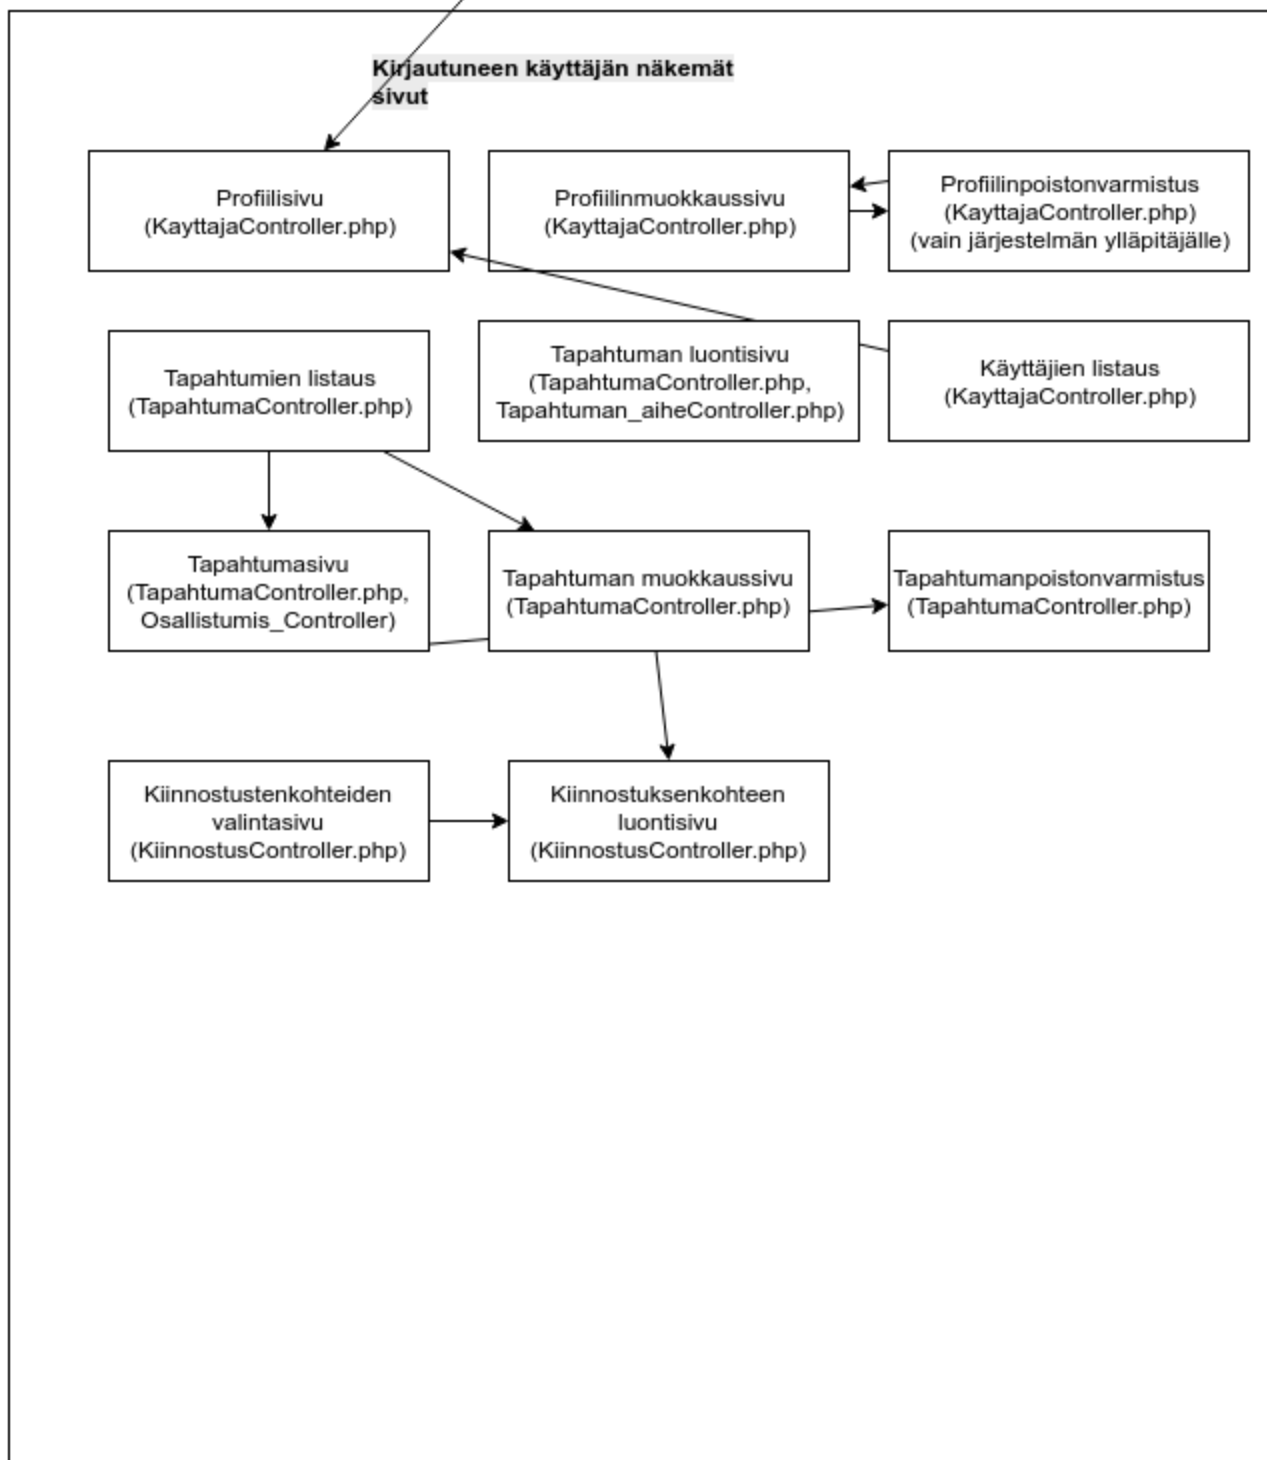 Kirjautuneen käyttäjän näkemät
sivut
Profiilisivu
(KayttajaController.php)
Profiilinmuokkaussivu
(KayttajaController.php)
Profiilinpoistonvarmistus
(KayttajaController.php)
(vain järjestelmän ylläpitäjälle)
Tapahtumien listaus
(TapahtumaController.php)
Tapahtuman luontisivu
(TapahtumaController.php,
Tapahtuman_aiheController.php)
Käyttäjien listaus
(KayttajaController.php)
Tapahtumasivu
(TapahtumaController.php,
Osallistumis_Controller)
Tapahtuman muokkaussivu
(TapahtumaController.php)
Tapahtumanpoistonvarmistus
(TapahtumaController.php)
Kiinnostustenkohteiden
valintasivu
(KiinnostusController.php)
Kiinnostuksenkohteen
luontisivu
(KiinnostusController.php)